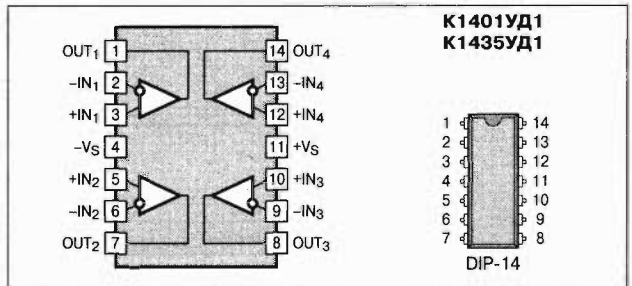 К1401УД1
К1435УД1
OUT₁ 1 14 OUT₄
–IN₁ 2 13 –IN₄
+IN₁ 3 12 +IN₄
–V_S 4 11 +V_S
+IN₂ 5 10 +IN₃
–IN₂ 6 9 –IN₃
OUT₂ 7 8 OUT₃
1 14
2 13
3 12
4 11
5 10
6 9
7 8
DIP-14